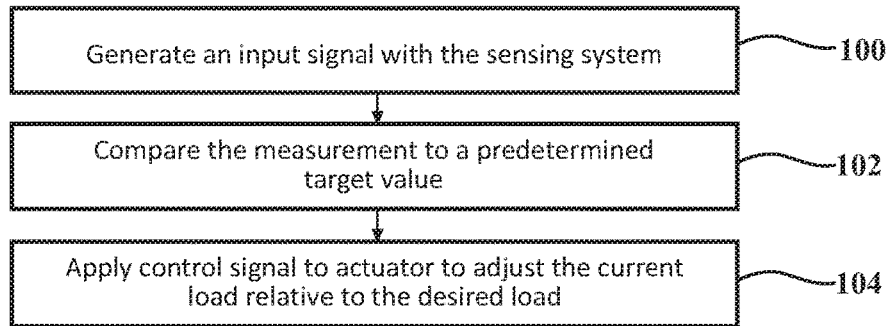 Generate an input signal with the sensing system
100
Compare the measurement to a predetermined
target value
102
Apply control signal to actuator to adjust the current
load relative to the desired load
104